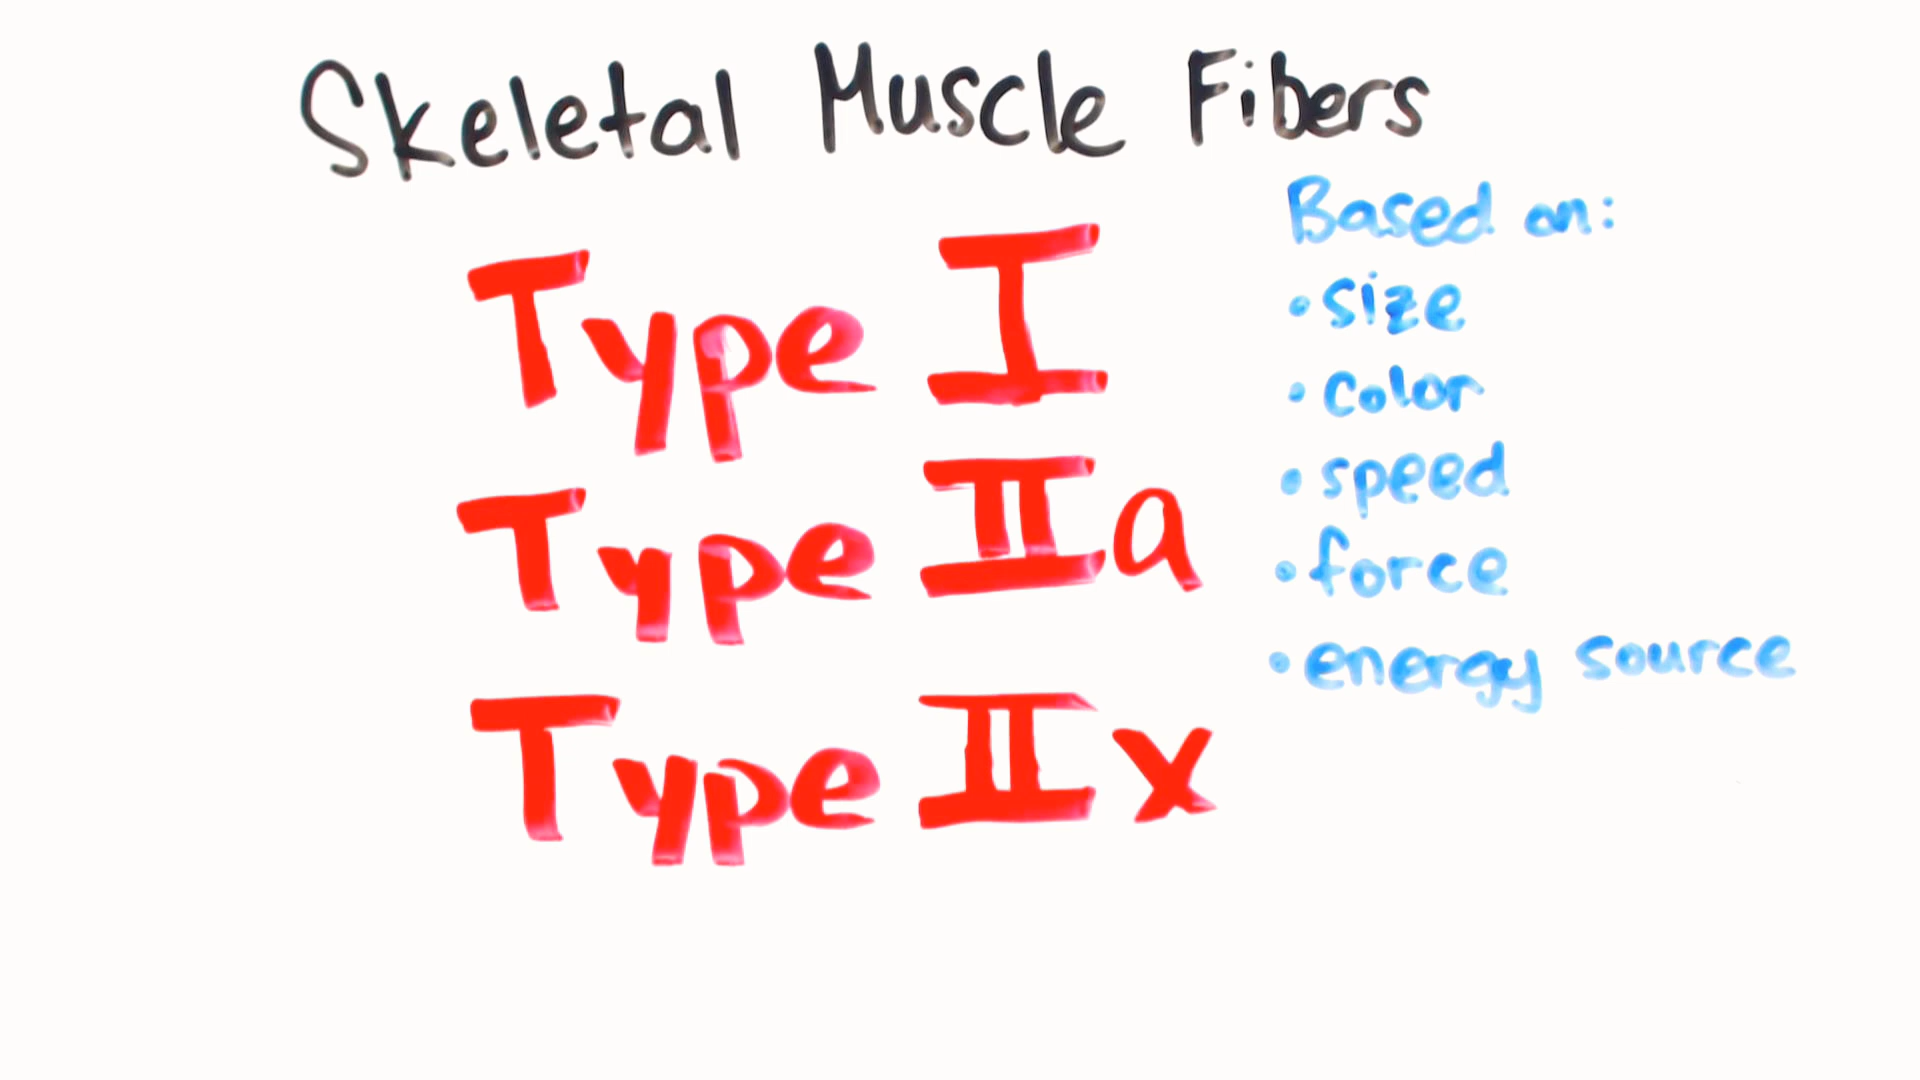 Skeletal Muscle Fibers
Type I
Type IIa
Type IIx
Based on:
• size
• color
• speed
• force
• energy source